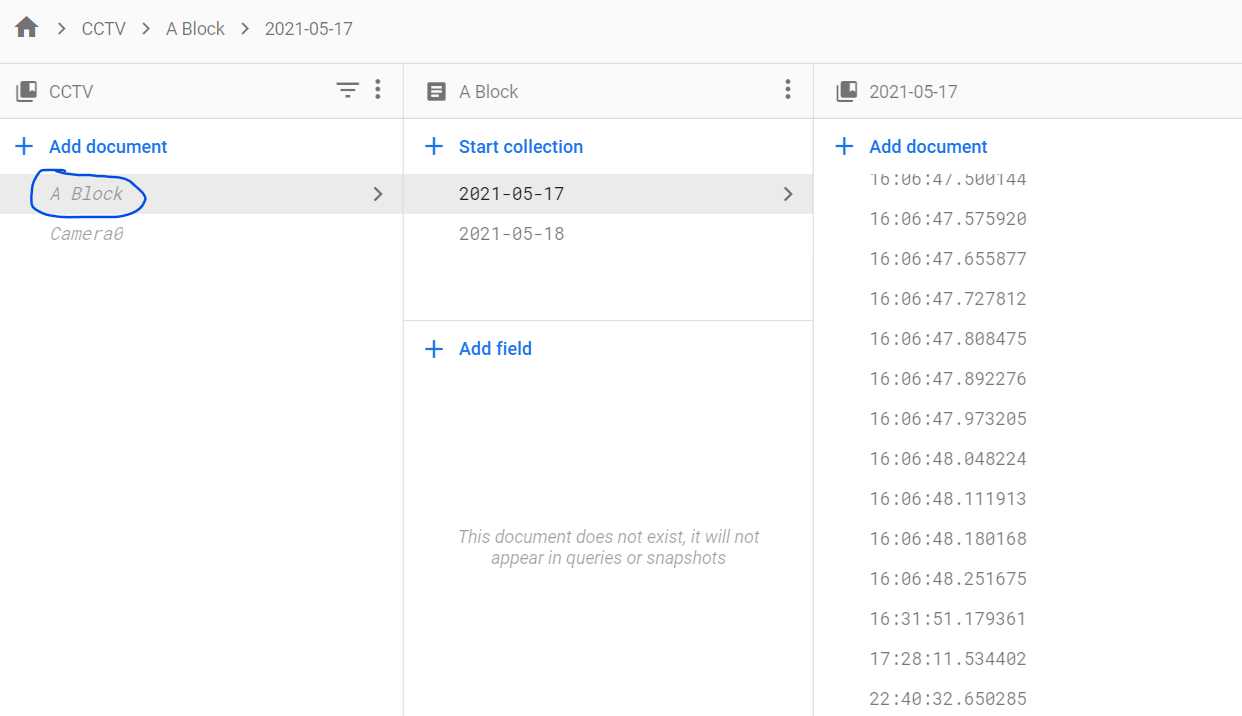 CCTV A Block 2021-05-17
CCTV
Add document
A Block
Camera0
A Block
Start collection
2021-05-17
2021-05-18
Add field
This document does not exist, it will not
appear in queries or snapshots
2021-05-17
Add document
16:06:47.500144
16:06:47.575920
16:06:47.655877
16:06:47.727812
16:06:47.808475
16:06:47.892276
16:06:47.973205
16:06:48.048224
16:06:48.111913
16:06:48.180168
16:06:48.251675
16:31:51.179361
17:28:11.534402
22:40:32.650285